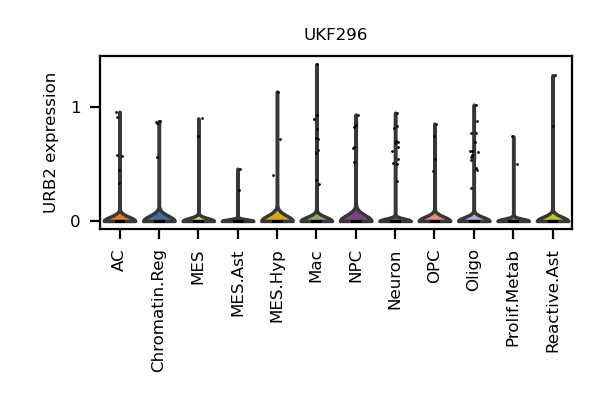 UKF296
URB2 expression
1
0
AC
Chromatin.Reg
MES
MES.Ast
MES.Hyp
Mac
NPC
Neuron
OPC
Oligo
Prolif.Metab
Reactive.Ast